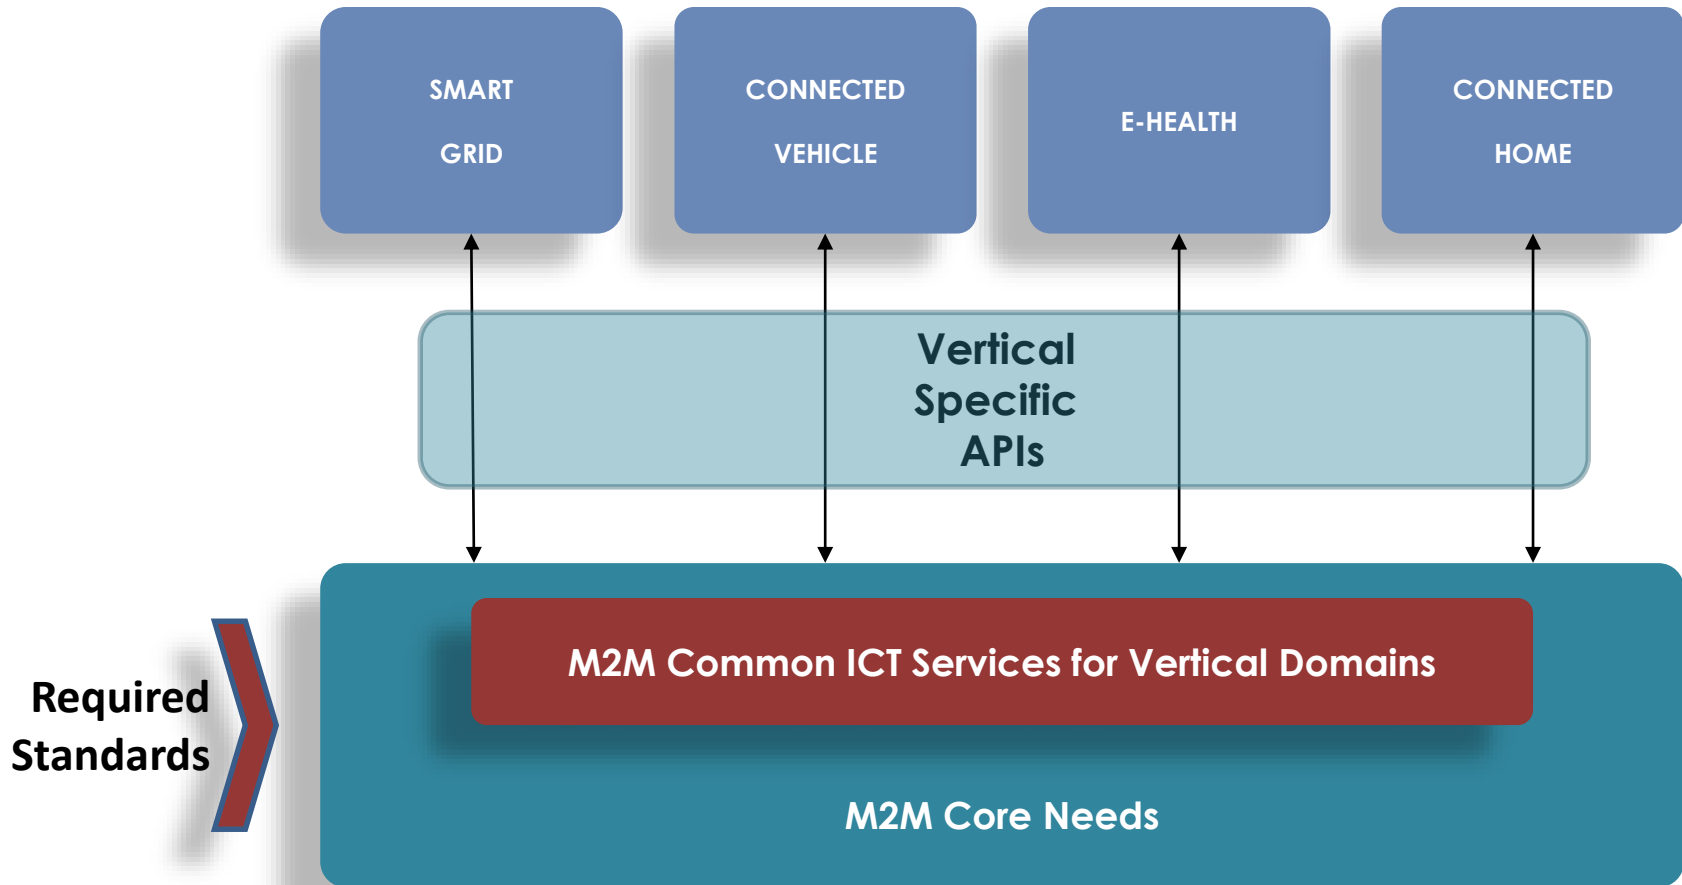 SMART
GRID
CONNECTED
VEHICLE
E-HEALTH
CONNECTED
HOME
Vertical
Specific
APIs
M2M Common ICT Services for Vertical Domains
Required
Standards
M2M Core Needs